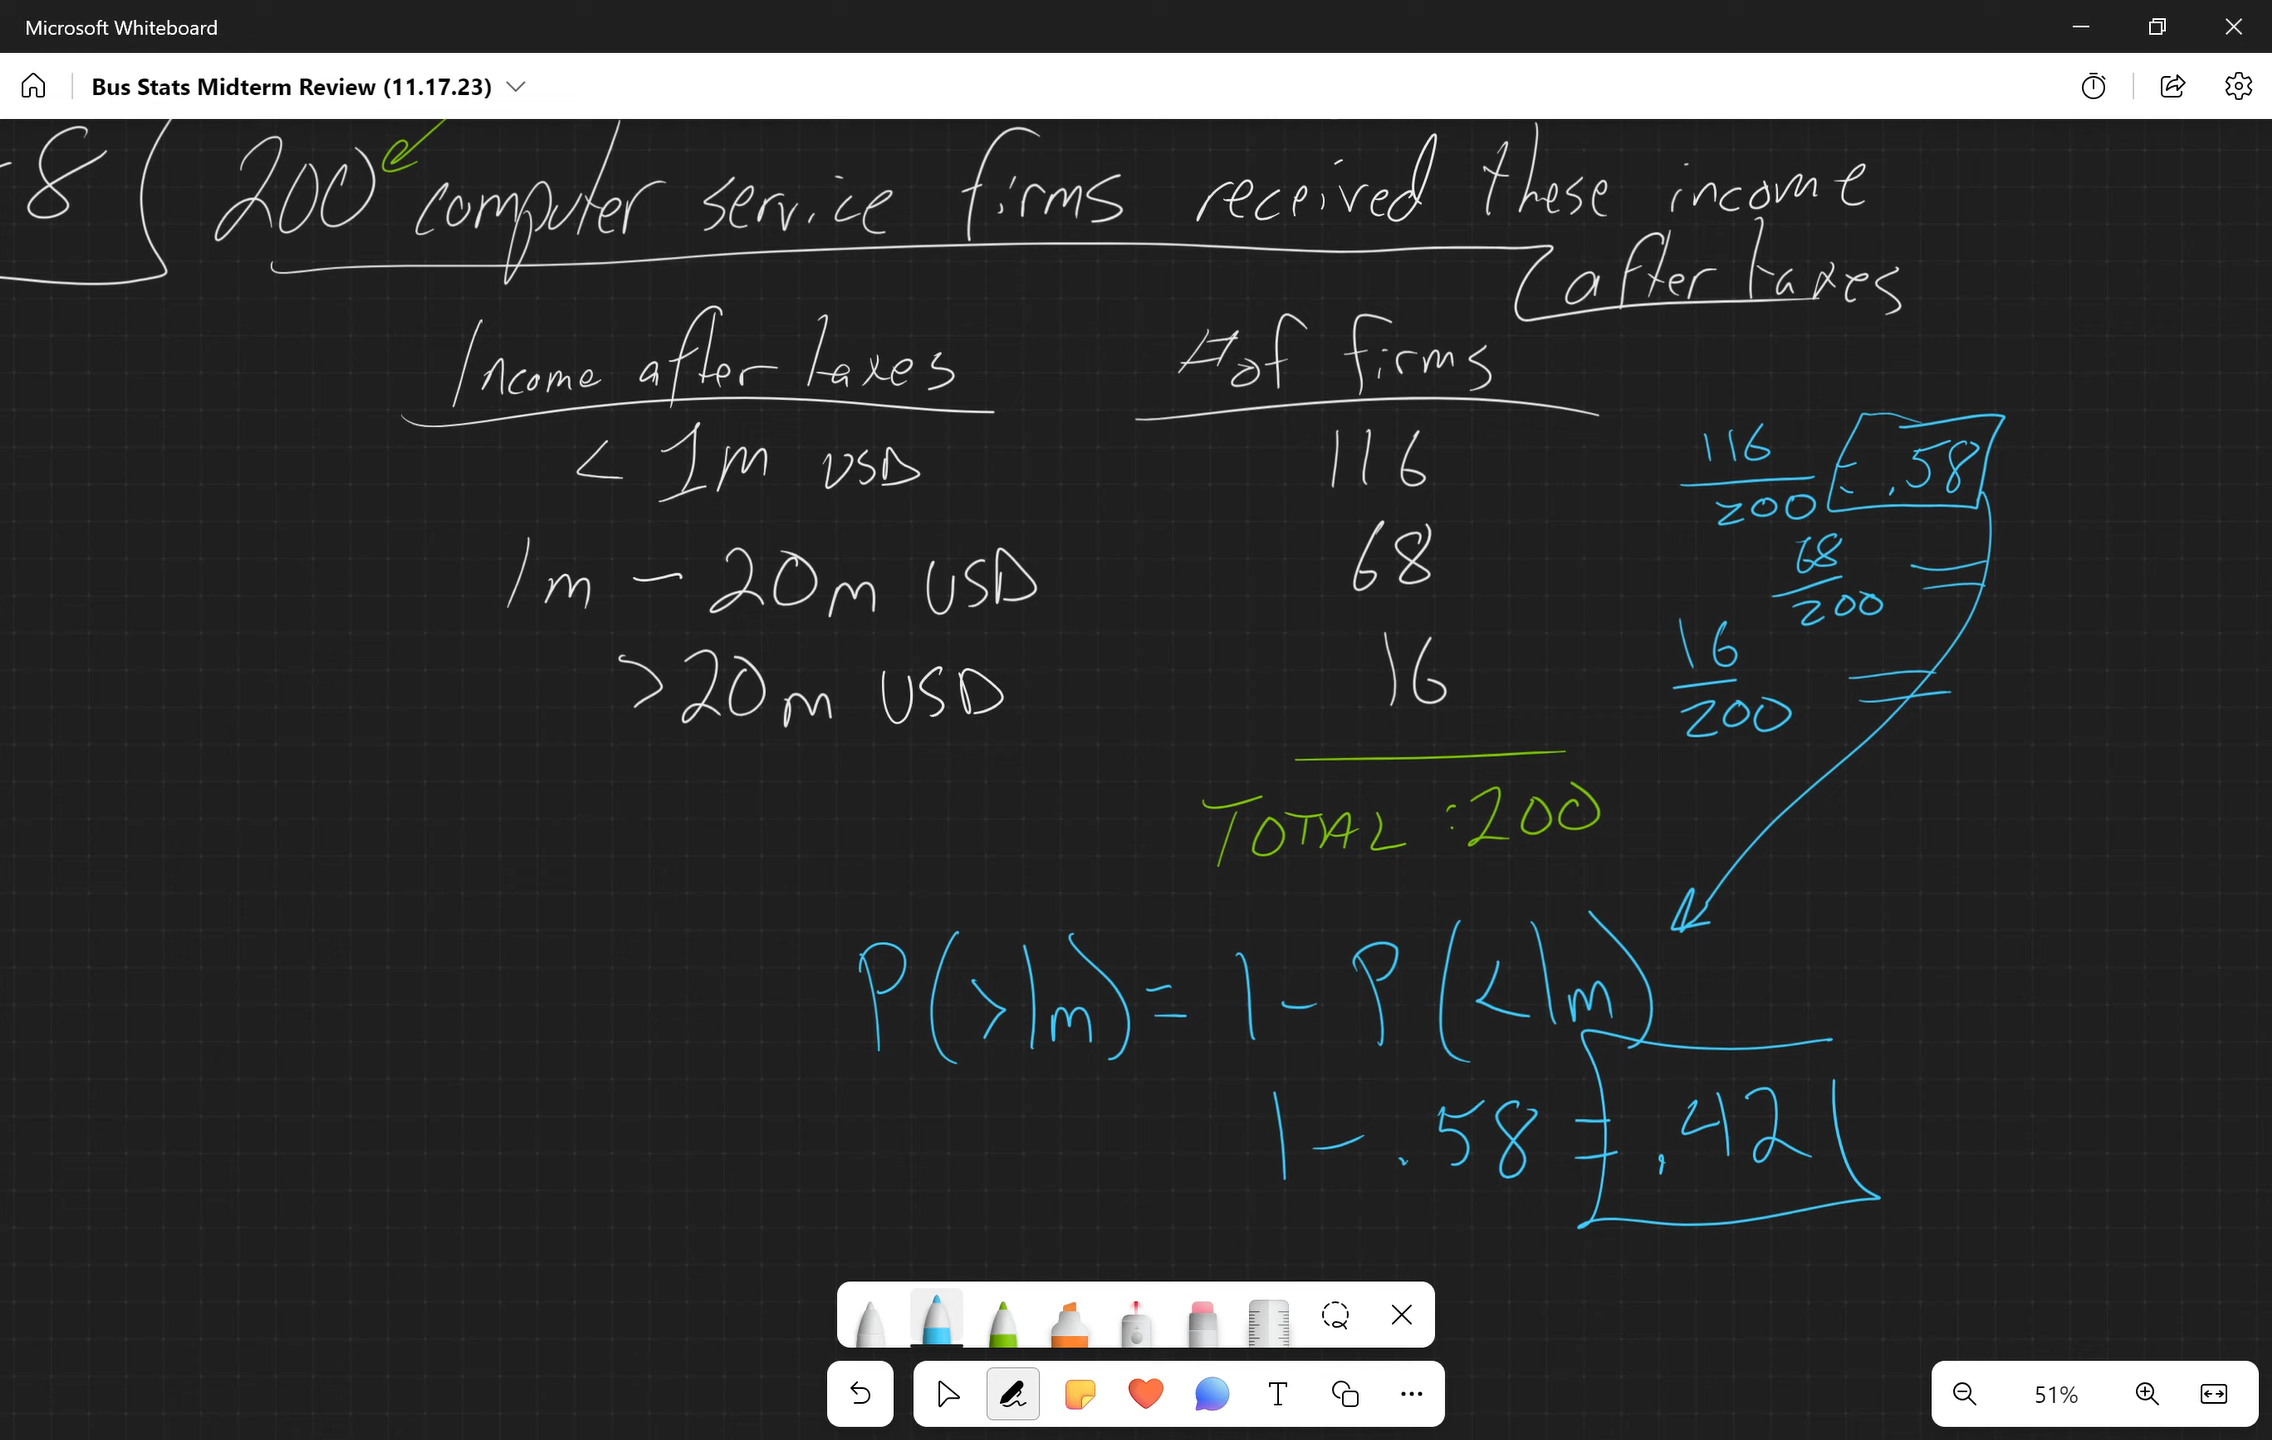 Microsoft Whiteboard
Bus Stats Midterm Review (11.17.23)
-8 200 computer service firms received these income
after taxes
Income after taxes # of firms
< 1m USD 116
116/200 = .58
1m - 20m USD 68
68/200 =
> 20m USD 16
16/200 =
TOTAL : 200
P(>1m) = 1 - P(<1m)
1 - .58 = .42
T
51%